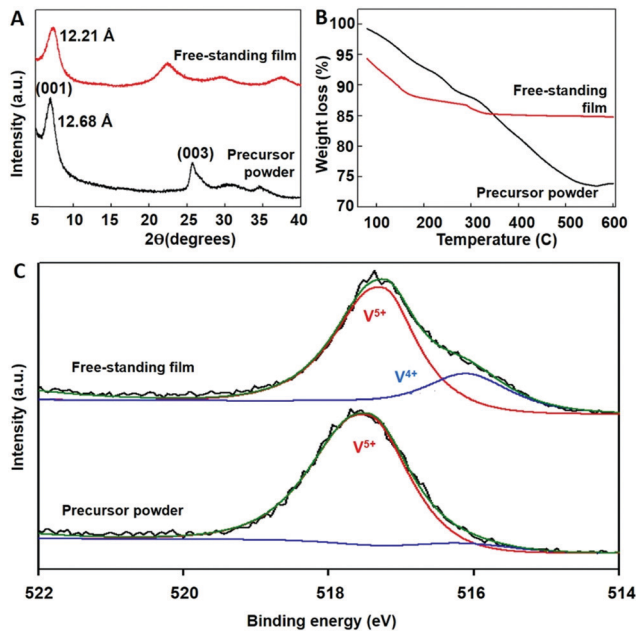 A
12.21 Å
Free-standing film
(001)
12.68 Å
(003)
Precursor
powder
Intensity (a.u.)
5 10 15 20 25 30 35 40
2Θ(degrees)
B
100
95
90
85
80
75
70
Weight loss (%)
Free-standing
film
Precursor powder
100 200 300 400 500 600
Temperature (C)
C
V5+
V4+
Free-standing film
V5+
Precursor powder
Intensity (a.u.)
522 520 518 516 514
Binding energy (eV)